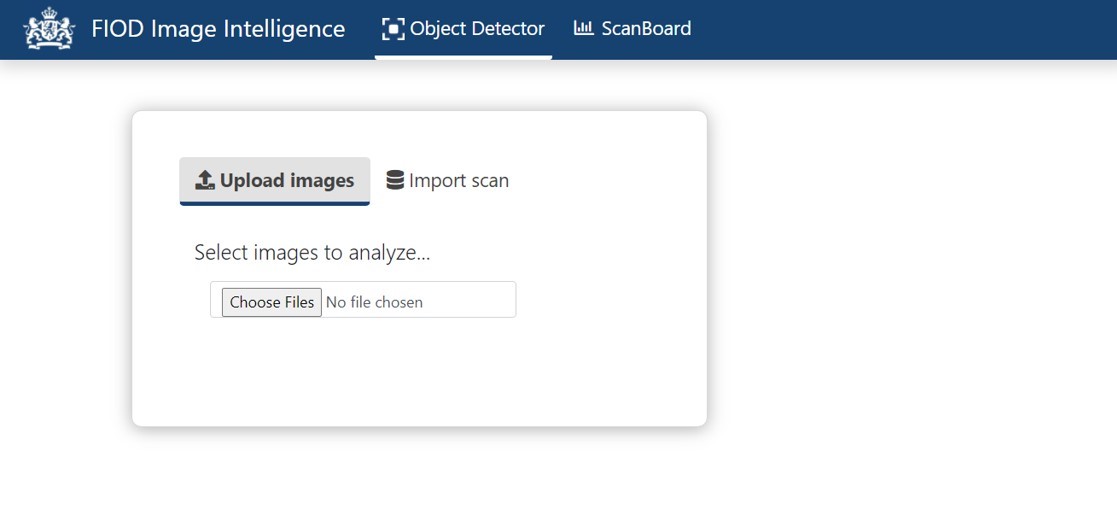 FIOD Image Intelligence Object Detector ScanBoard
Upload images Import scan
Select images to analyze...
Choose Files No file chosen